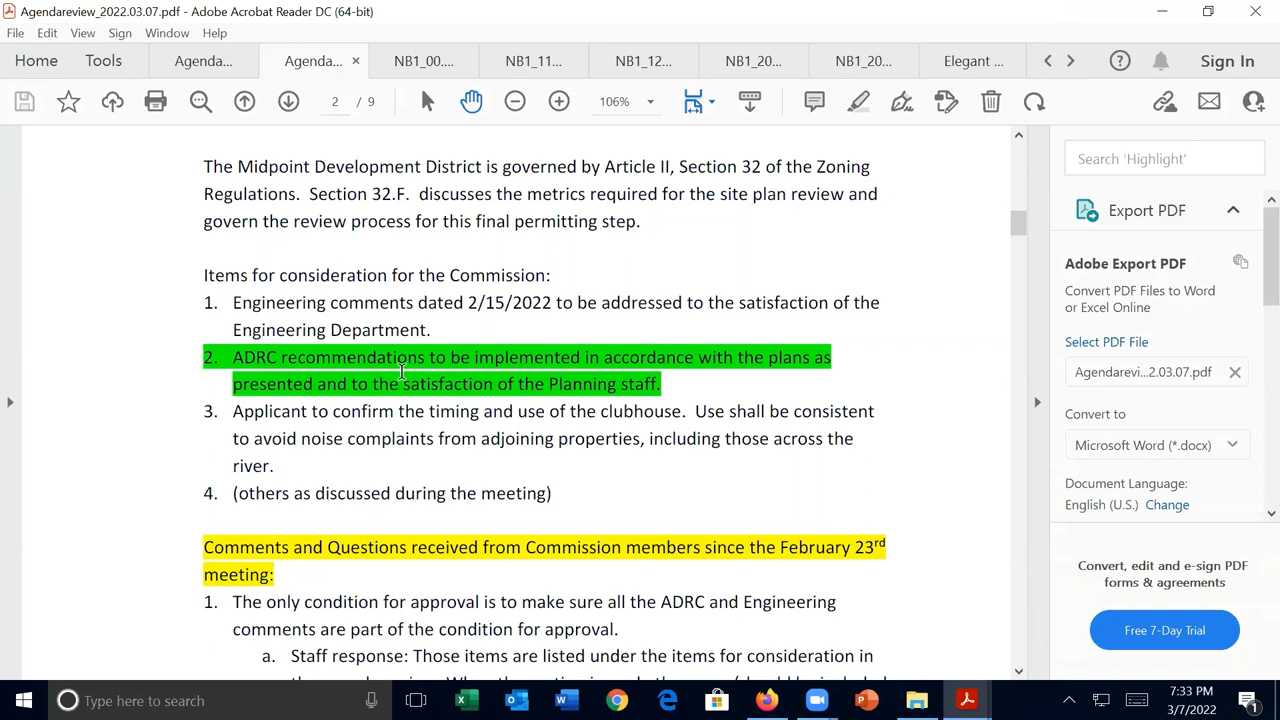 Agendareview_2022.03.07.pdf - Adobe Acrobat Reader DC (64-bit)
File Edit View Sign Window Help
Home Tools Agenda... Agenda... × NB1_00.... NB1_11... NB1_12... NB1_20... NB1_20... Elegant ... Sign In
2 / 9 106%
The Midpoint Development District is governed by Article II, Section 32 of the Zoning
Regulations. Section 32.F. discusses the metrics required for the site plan review and
govern the review process for this final permitting step.
Items for consideration for the Commission:
1. Engineering comments dated 2/15/2022 to be addressed to the satisfaction of the
Engineering Department.
2. ADRC recommendations to be implemented in accordance with the plans as
presented and to the satisfaction of the Planning staff.
3. Applicant to confirm the timing and use of the clubhouse. Use shall be consistent
to avoid noise complaints from adjoining properties, including those across the
river.
4. (others as discussed during the meeting)
Comments and Questions received from Commission members since the February 23rd
meeting:
1. The only condition for approval is to make sure all the ADRC and Engineering
comments are part of the condition for approval.
a. Staff response: Those items are listed under the items for consideration in
Search 'Highlight'
Export PDF
Adobe Export PDF
Convert PDF Files to Word
or Excel Online
Select PDF File
Agendarevi...2.03.07.pdf
Convert to
Microsoft Word (*.docx)
Document Language:
English (U.S.) Change
Convert, edit and e-sign PDF
forms & agreements
Free 7-Day Trial
Type here to search
7:33 PM
3/7/2022
1